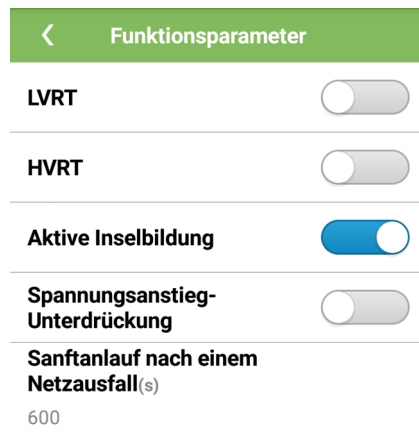 Funktionsparameter
LVRT
HVRT
Aktive Inselbildung
Spannungsanstieg-
Unterdrückung
Sanftanlauf nach einem
Netzausfall(s)
600